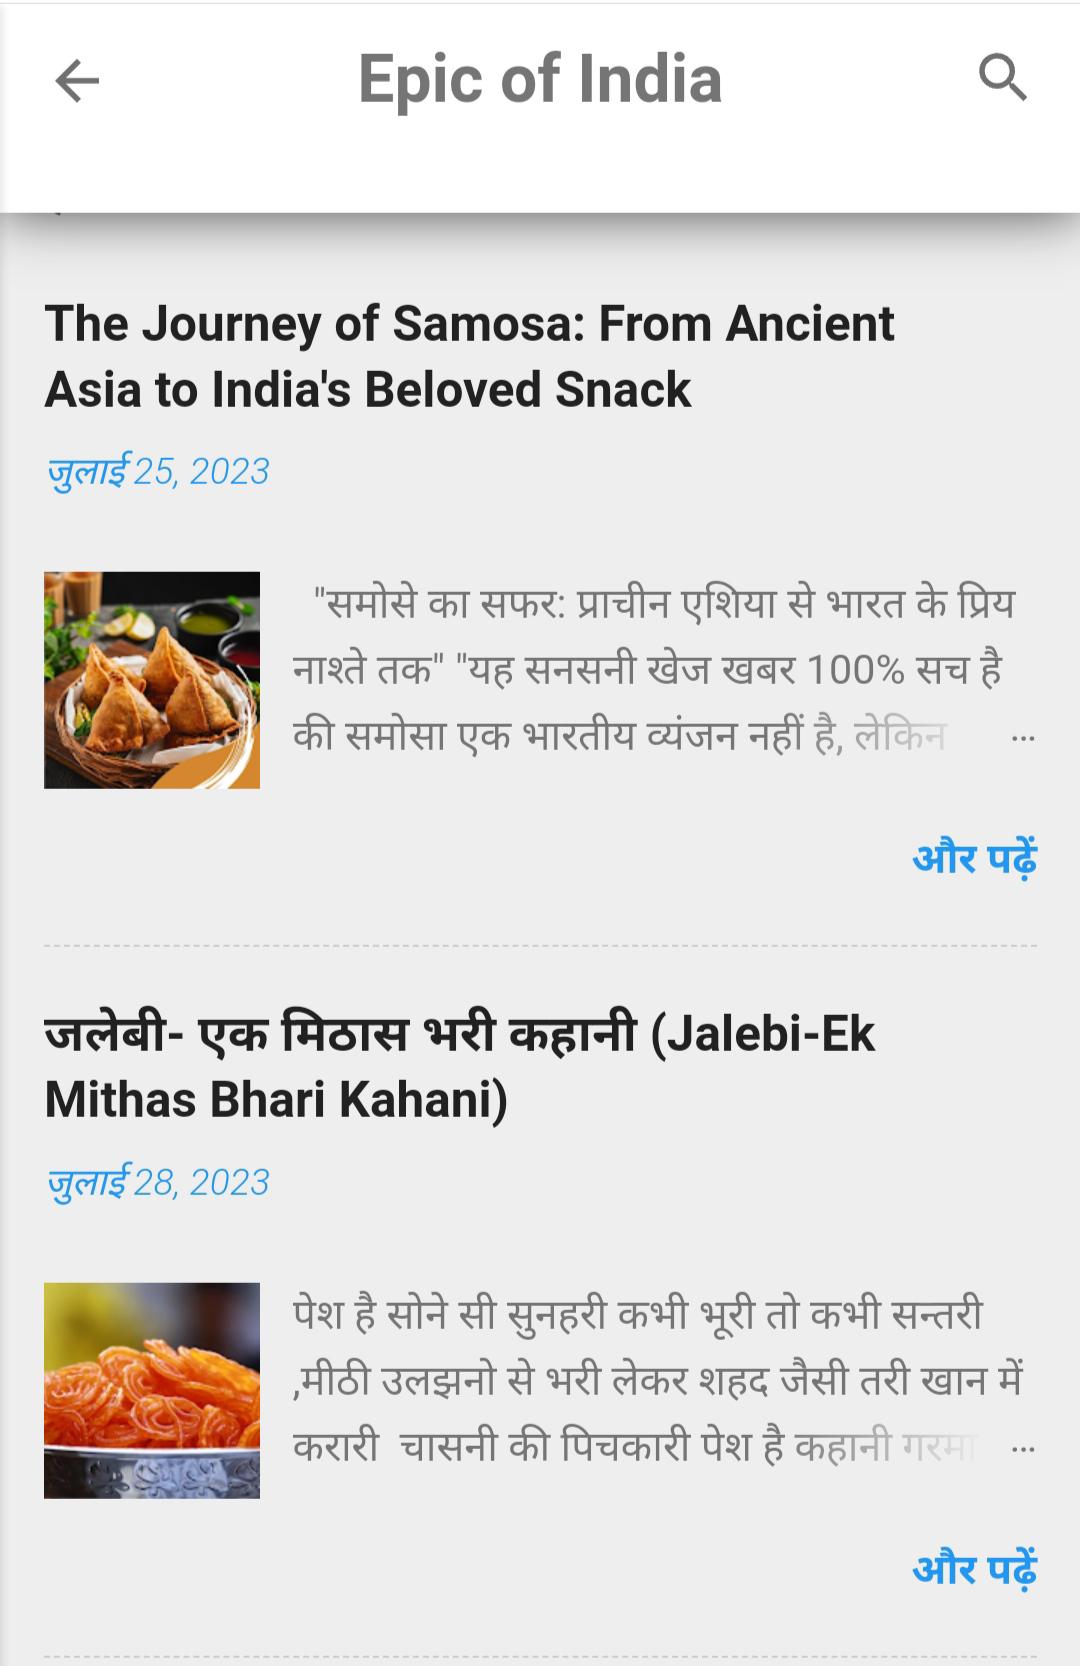 Epic of India
The Journey of Samosa: From Ancient
Asia to India's Beloved Snack
जुलाई 25, 2023
"समोसे का सफर: प्राचीन एशिया से भारत के प्रिय
नाश्ते तक" "यह सनसनी खेज खबर 100% सच है
की समोसा एक भारतीय व्यंजन नहीं है, लेकिन ...
और पढ़ें
जलेबी- एक मिठास भरी कहानी (Jalebi-Ek
Mithas Bhari Kahani)
जुलाई 28, 2023
पेश है सोने सी सुनहरी कभी भूरी तो कभी सन्तरी
,मीठी उलझनो से भरी लेकर शहद जैसी तरी खान में
करारी चासनी की पिचकारी पेश है कहानी गरमा ...
और पढ़ें